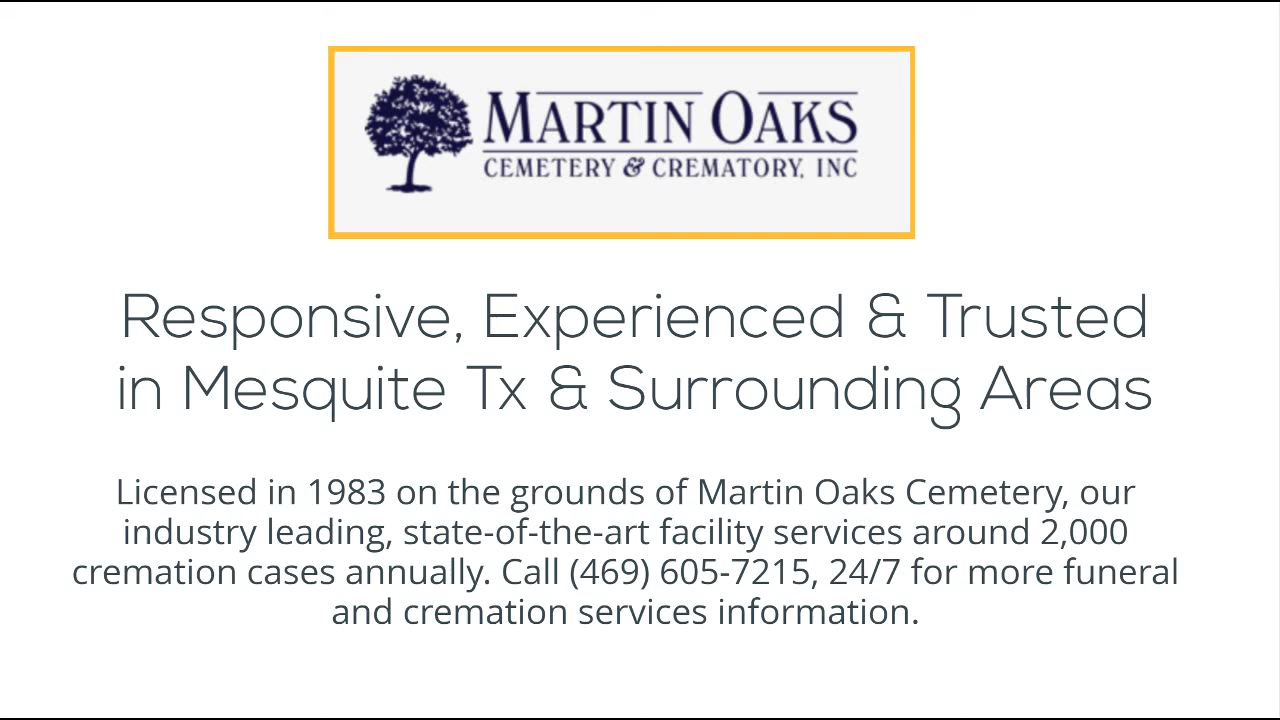 MARTIN OAKS
CEMETERY & CREMATORY, INC
Responsive, Experienced & Trusted
in Mesquite Tx & Surrounding Areas
Licensed in 1983 on the grounds of Martin Oaks Cemetery, our
industry leading, state-of-the-art facility services around 2,000
cremation cases annually. Call (469) 605-7215, 24/7 for more funeral
and cremation services information.